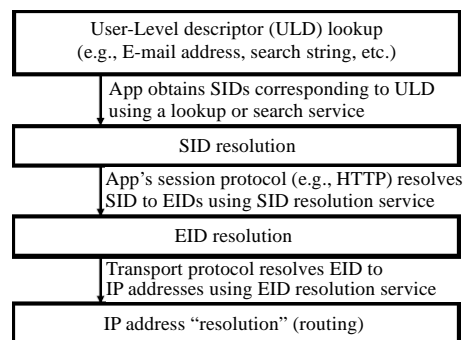 User-Level descriptor (ULD) lookup
(e.g., E-mail address, search string, etc.)
App obtains SIDs corresponding to ULD
using a lookup or search service
SID resolution
App's session protocol (e.g., HTTP) resolves
SID to EIDs using SID resolution service
EID resolution
Transport protocol resolves EID to
IP addresses using EID resolution service
IP address “resolution” (routing)